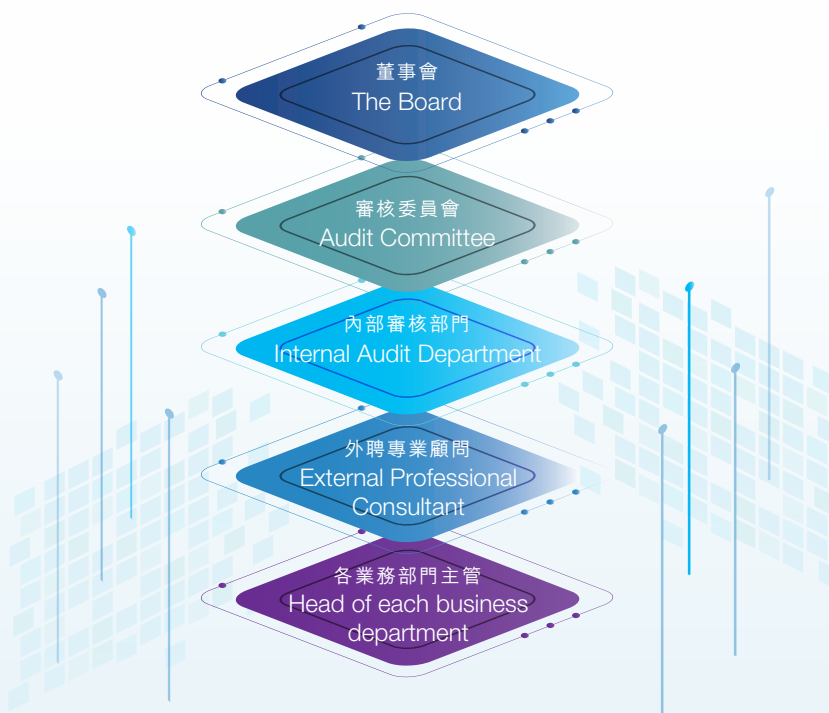 董事會
The Board
審核委員會
Audit Committee
內部審核部門
Internal Audit Department
外聘專業顧問
External Professional
Consultant
各業務部門主管
Head of each business
department